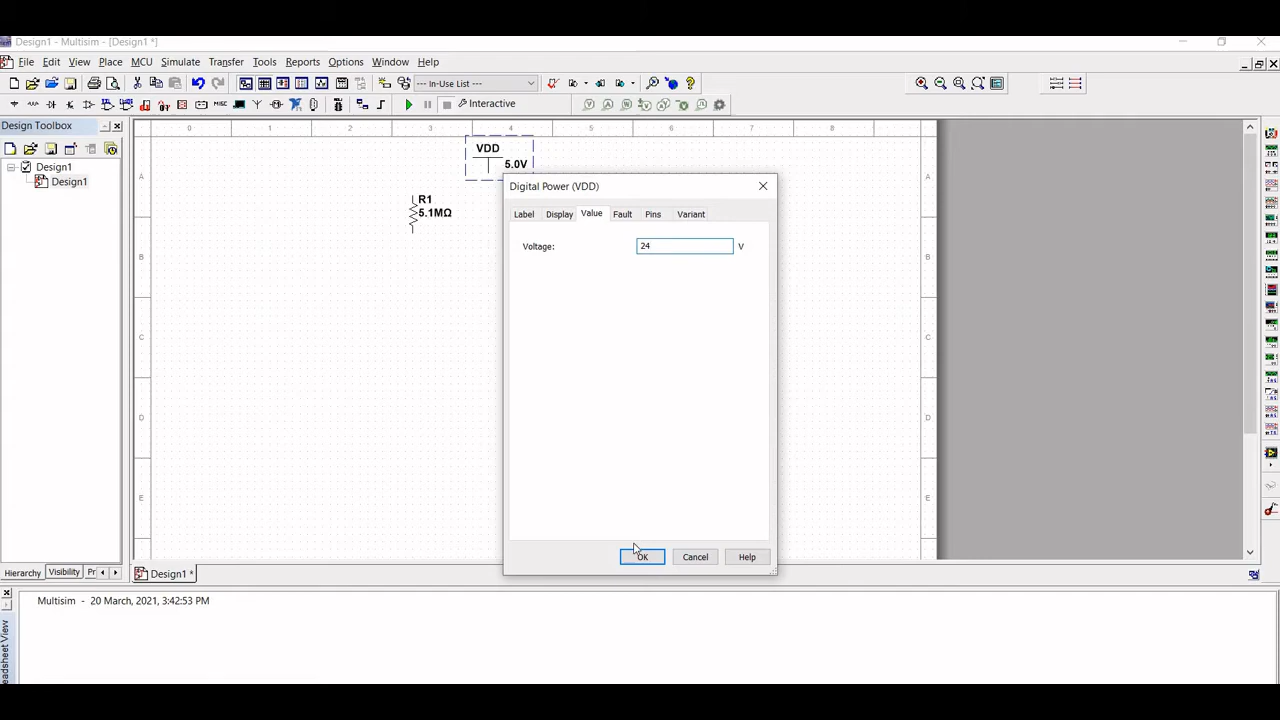 Design1 - Multisim - [Design1 *]
File Edit View Place MCU Simulate Transfer Tools Reports Options Window Help
--- In-Use List ---
Interactive
Design Toolbox
Design1
Design1
0 1 2 3 4 5 6 7 8
A
B
C
D
E
A
B
C
D
E
VDD
5.0V
R1
5.1MΩ
Digital Power (VDD)
Label Display Value Fault Pins Variant
Voltage: 24 V
OK Cancel Help
Hierarchy Visibility Pr
Design1 *
Multisim - 20 March, 2021, 3:42:53 PM
eadsheet View